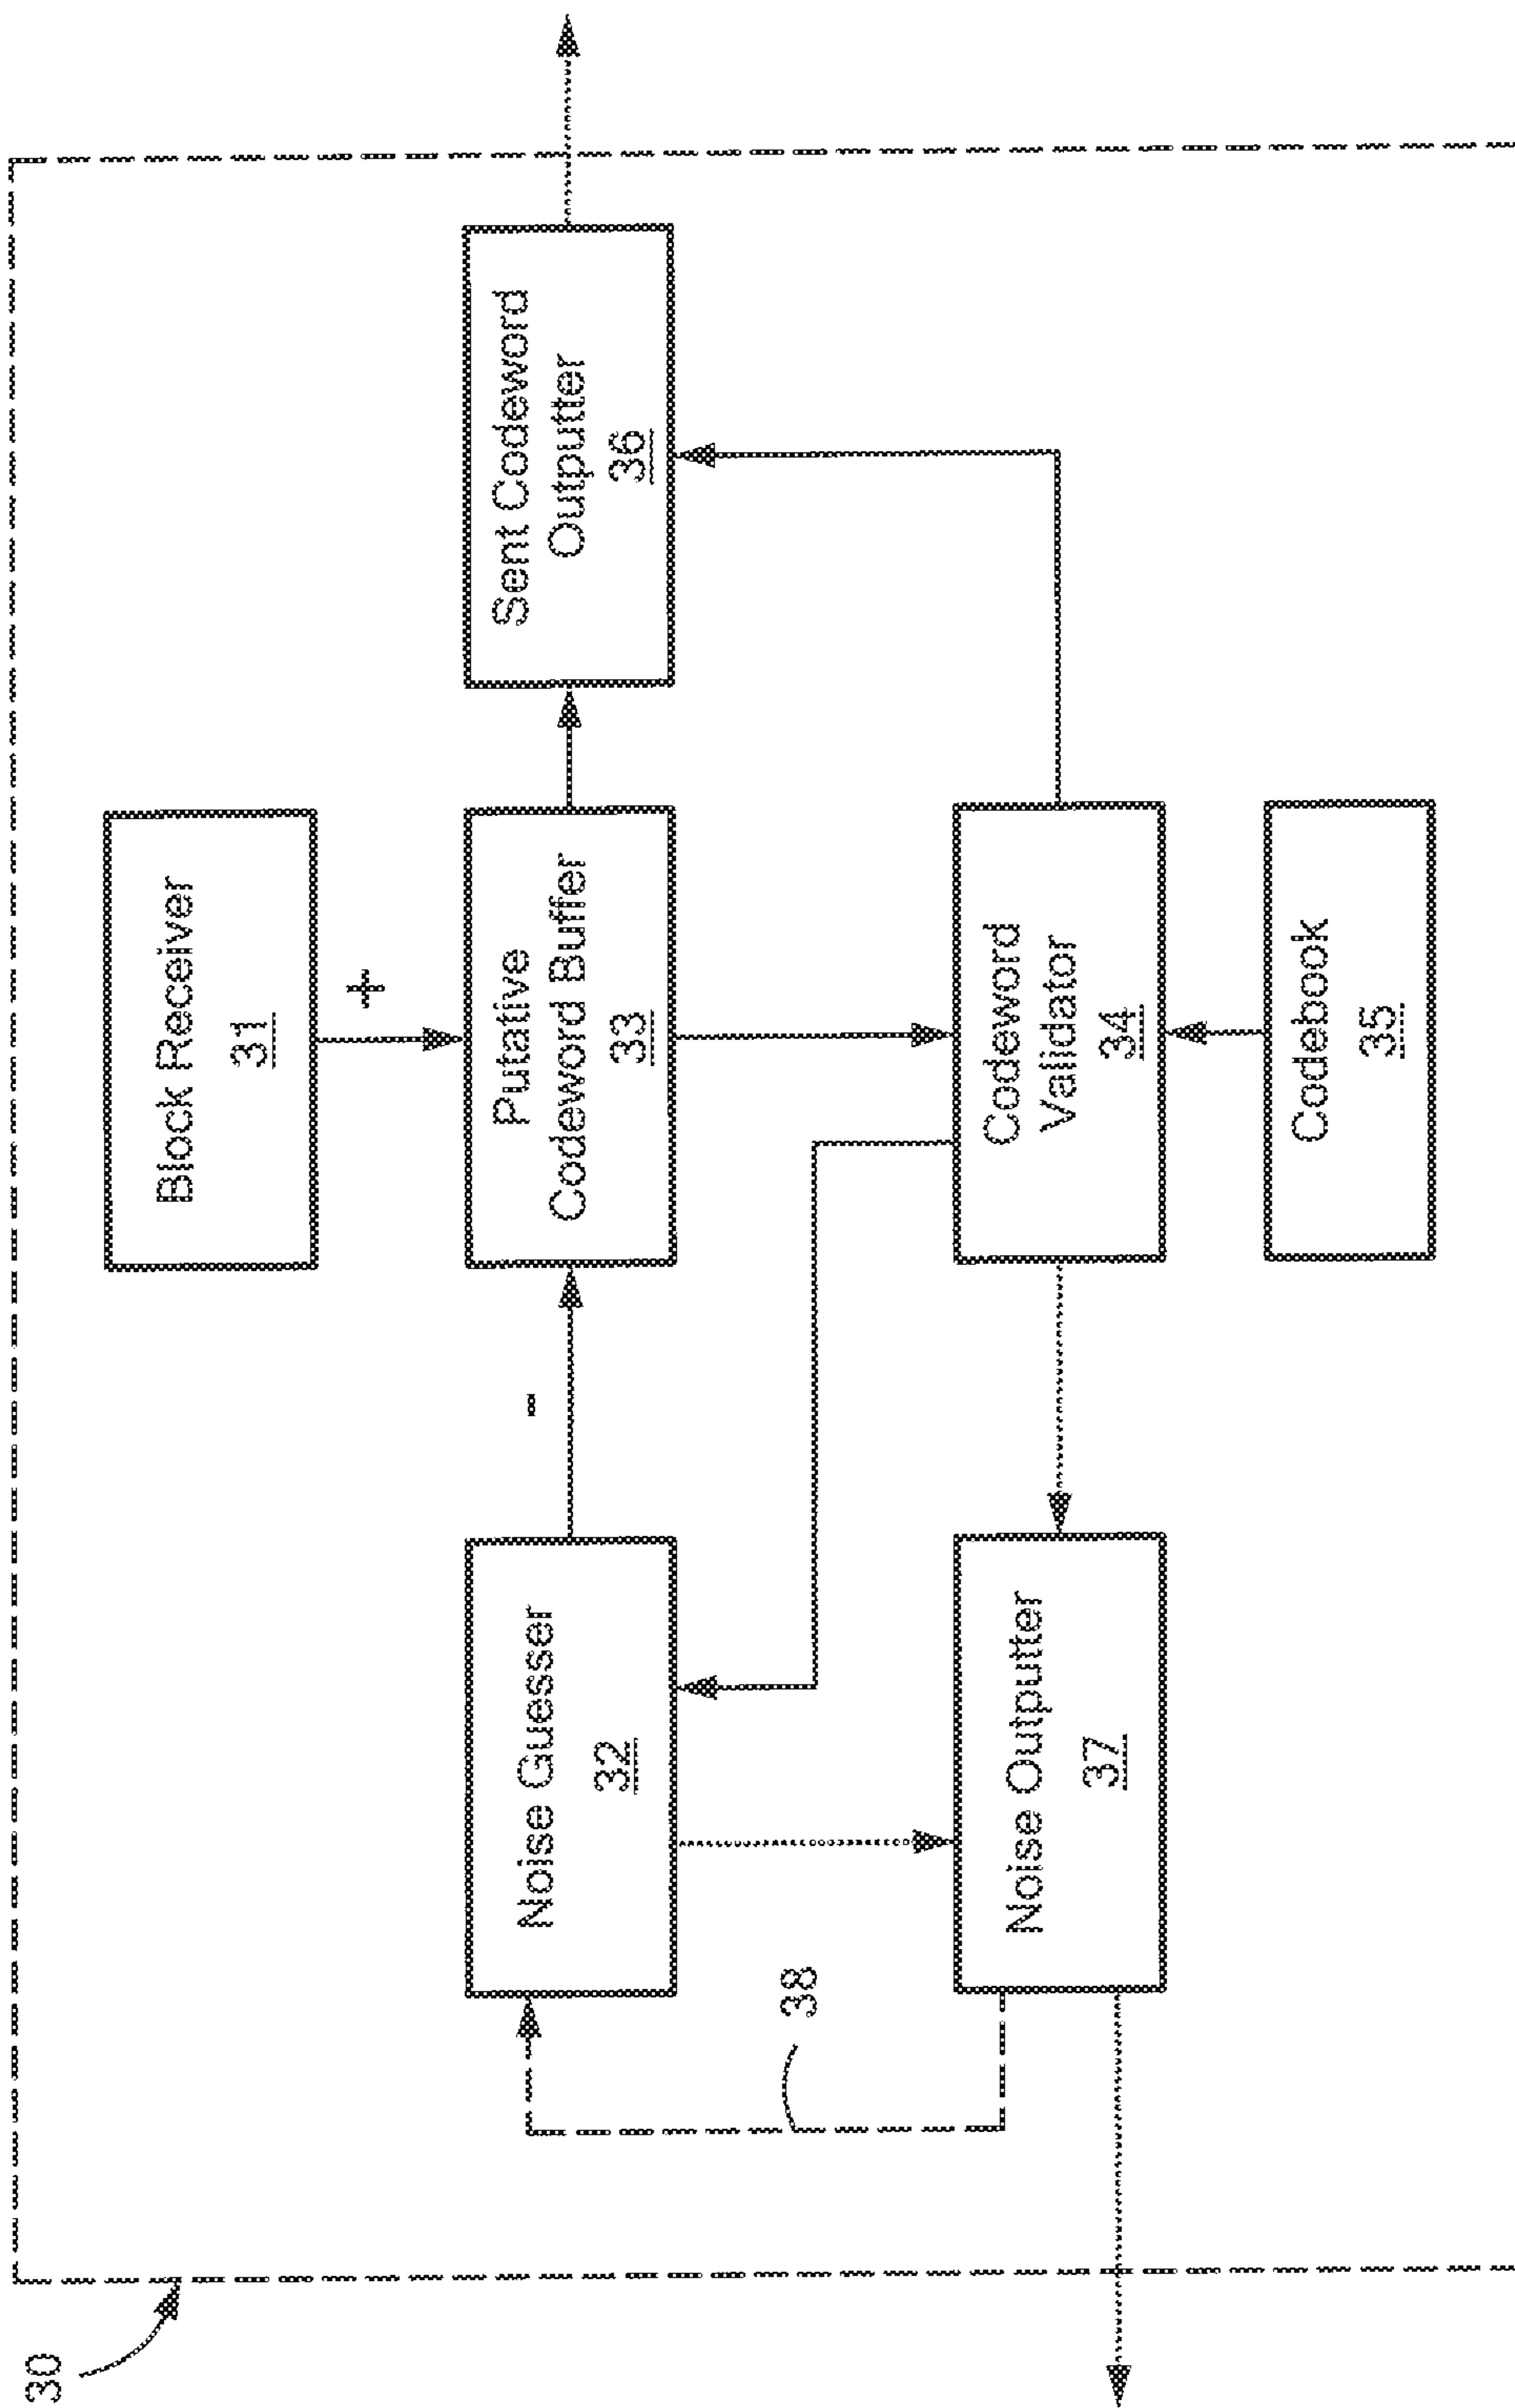 30
Block Receiver
31
+
Noise Guesser
32
-
Putative
Codeword Buffer
33
Sent Codeword
Outputter
36
38
Noise Outputter
37
Codeword
Validator
34
Codebook
35